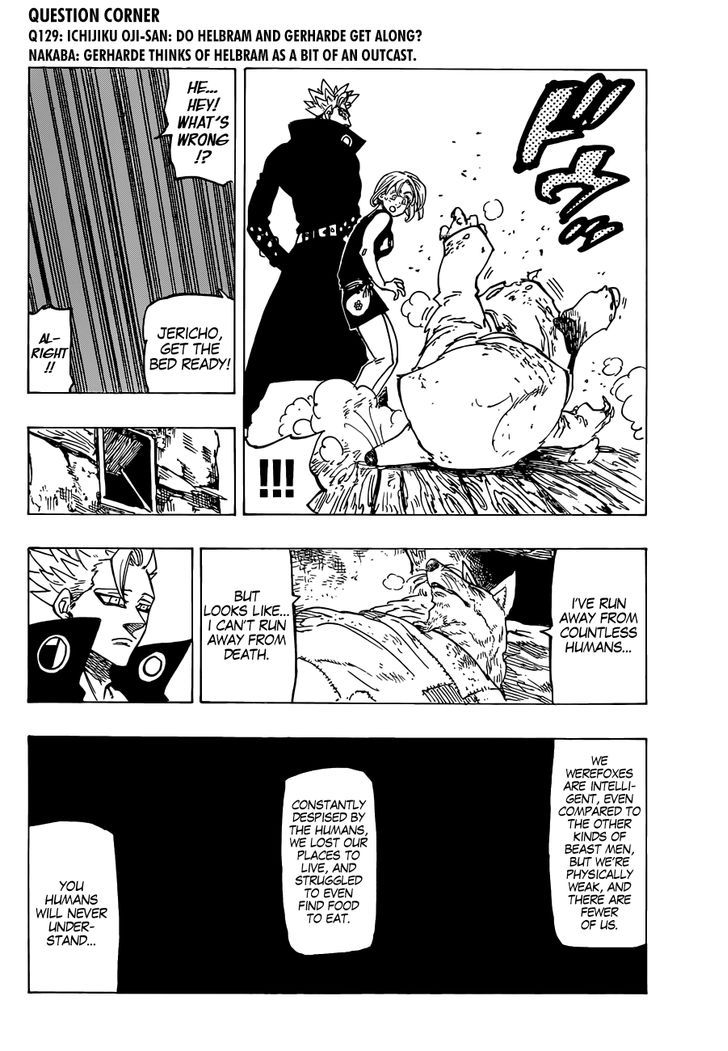 QUESTION CORNER
Q129: ICHIJIKU OJI-SAN: DO HELBRAM AND GERHARDE GET ALONG?
NAKABA: GERHARDE THINKS OF HELBRAM AS A BIT OF AN OUTCAST.
ドウッ
!!!
HE...
HEY!
WHAT'S
WRONG
!?
JERICHO,
GET THE
BED READY!
AL-
RIGHT
!!
I'VE RUN
AWAY FROM
COUNTLESS
HUMANS...
BUT
LOOKS LIKE...
I CAN'T RUN
AWAY FROM
DEATH.
WE
WEREFOXES
ARE INTELLI-
GENT, EVEN
COMPARED TO
THE OTHER
KINDS OF
BEAST MEN,
BUT WE'RE
PHYSICALLY
WEAK, AND
THERE ARE
FEWER
OF US.
CONSTANTLY
DESPISED BY
THE HUMANS,
WE LOST OUR
PLACES TO
LIVE, AND
STRUGGLED
TO EVEN
FIND FOOD
TO EAT.
YOU
HUMANS
WILL NEVER
UNDER-
STAND...